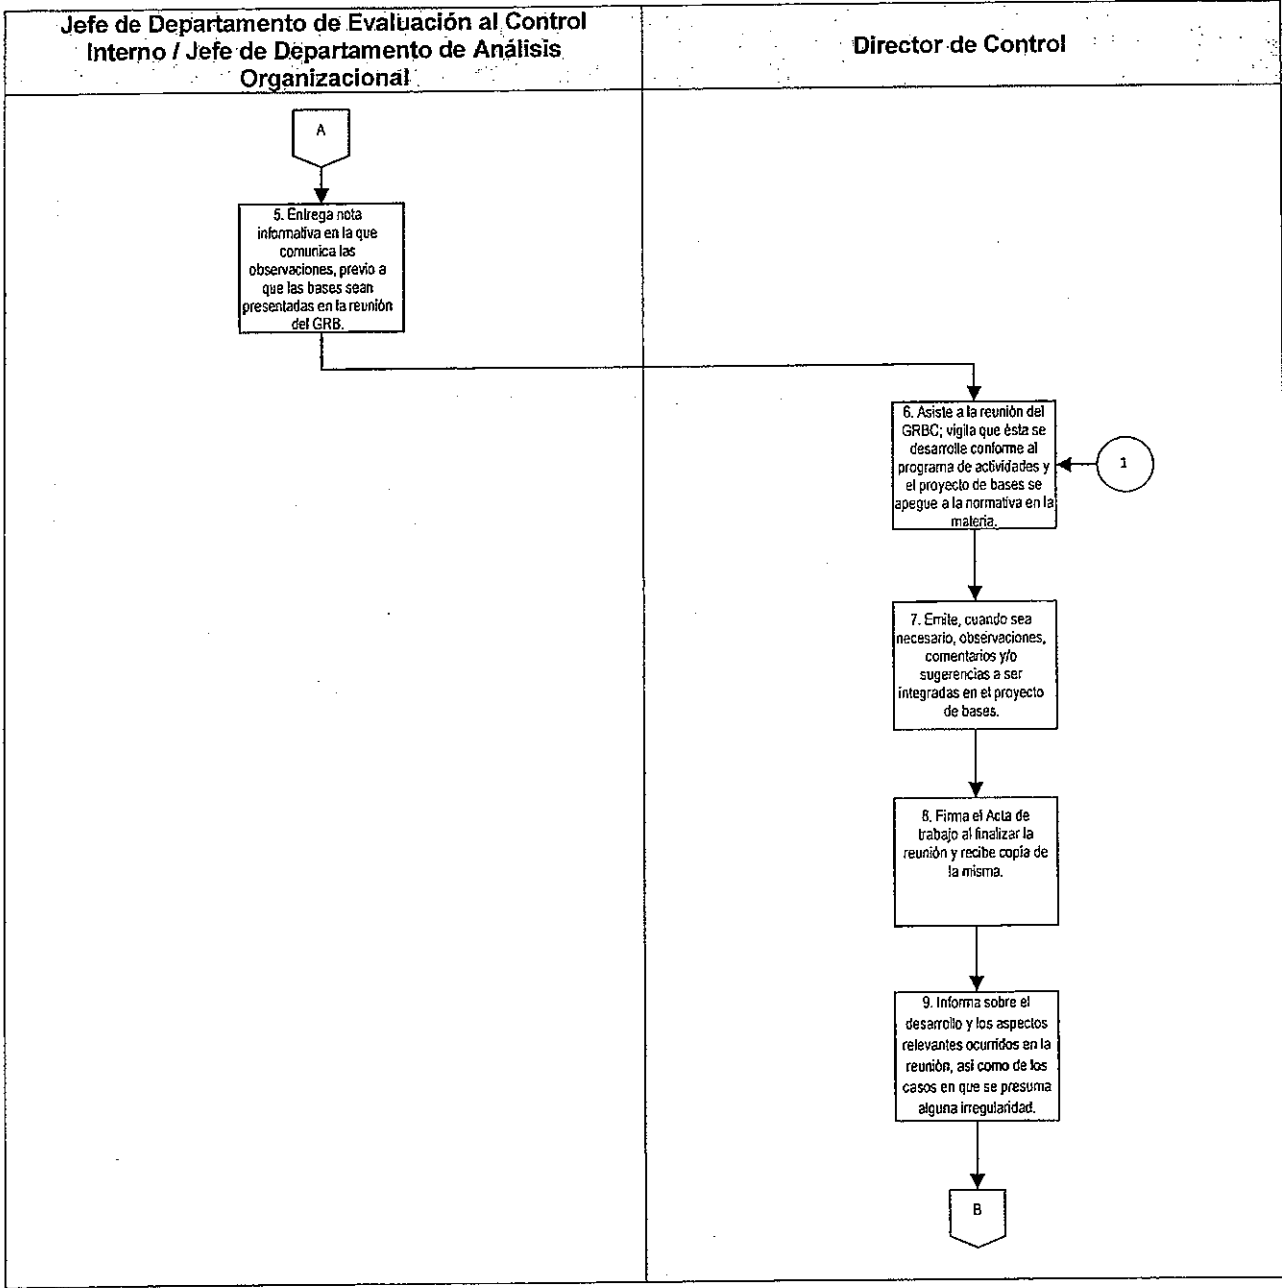 Jefe de Departamento de Evaluación al Control
Interno / Jefe de Departamento de Análisis
Organizacional
Director de Control
A
5. Entrega nota
informativa en la que
comunica las
observaciones, previo a
que las bases sean
presentadas en la reunión
del GRB.
6. Asiste a la reunión del
GRBC; vigila que ésta se
desarrolle conforme al
programa de actividades y
el proyecto de bases se
apegue a la normativa en la
materia.
1
7. Emite, cuando sea
necesario, observaciones,
comentarios y/o
sugerencias a ser
integradas en el proyecto
de bases.
8. Firma el Acta de
trabajo al finalizar la
reunión y recibe copia de
la misma.
9. Informa sobre el
desarrollo y los aspectos
relevantes ocurridos en la
reunión, así como de los
casos en que se presuma
alguna irregularidad.
B